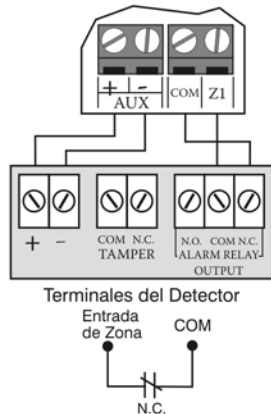 + - COM Z1
AUX
+ - COM N.C. N.O. COM N.C.
TAMPER ALARM RELAY
OUTPUT
Terminales del Detector
Entrada
de Zona COM
N.C.